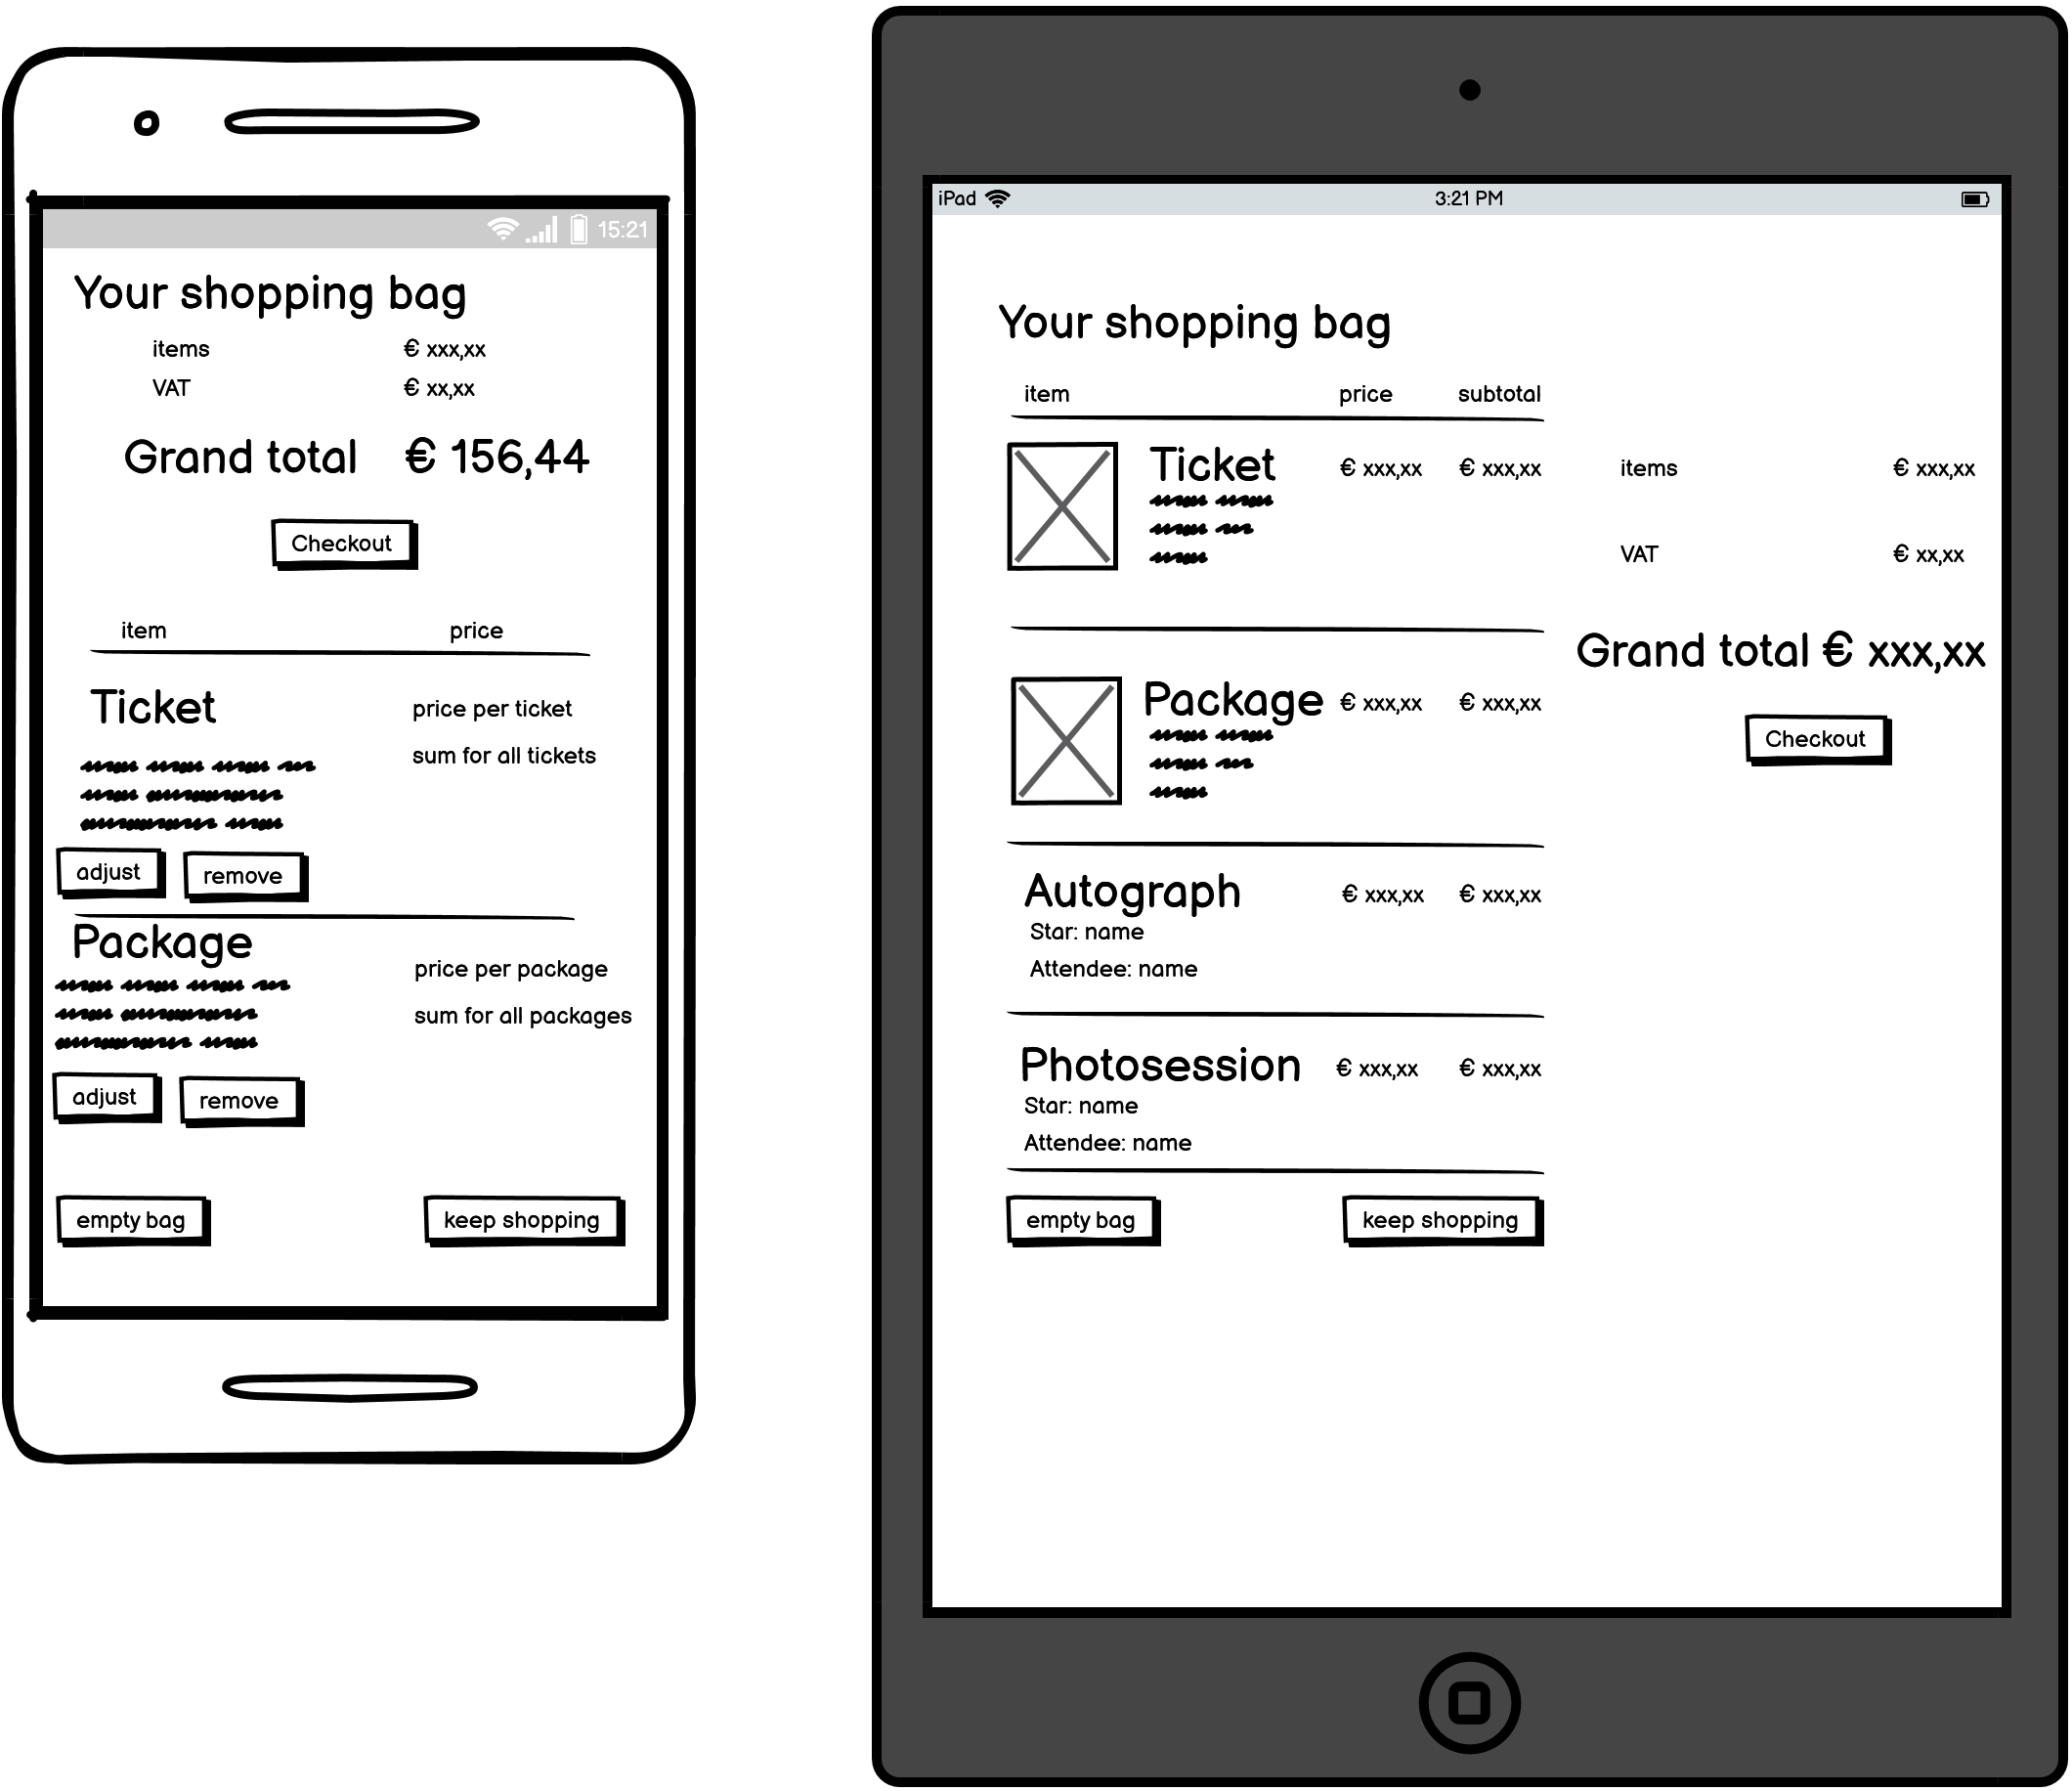 15:21
Your shopping bag
items € xxx,xx
VAT € xx,xx
Grand total € 156,44
Checkout
item price
Ticket price per ticket
sum for all tickets
adjust remove
Package
price per package
sum for all packages
adjust remove
empty bag keep shopping
iPad 3:21 PM
Your shopping bag
item price subtotal
Ticket € xxx,xx € xxx,xx
Package € xxx,xx € xxx,xx
Autograph € xxx,xx € xxx,xx
Star: name
Attendee: name
Photosession € xxx,xx € xxx,xx
Star: name
Attendee: name
empty bag keep shopping
items € xxx,xx
VAT € xx,xx
Grand total € xxx,xx
Checkout